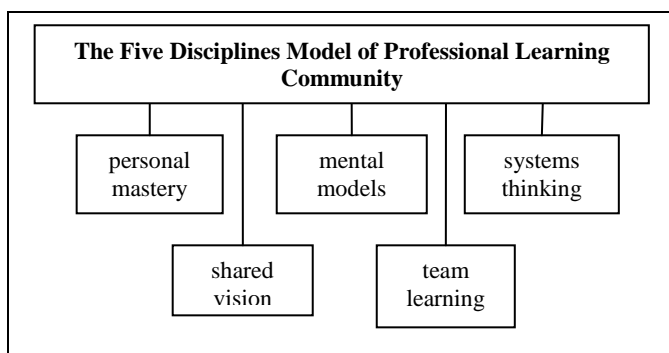 The Five Disciplines Model of Professional Learning
Community
personal
mastery
mental
models
systems
thinking
shared
vision
team
learning